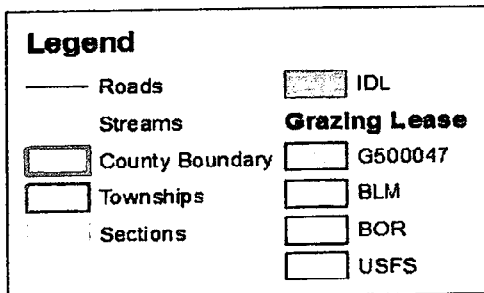 Legend
Roads
Streams
County Boundary
Townships
Sections
IDL
Grazing Lease
G500047
BLM
BOR
USFS